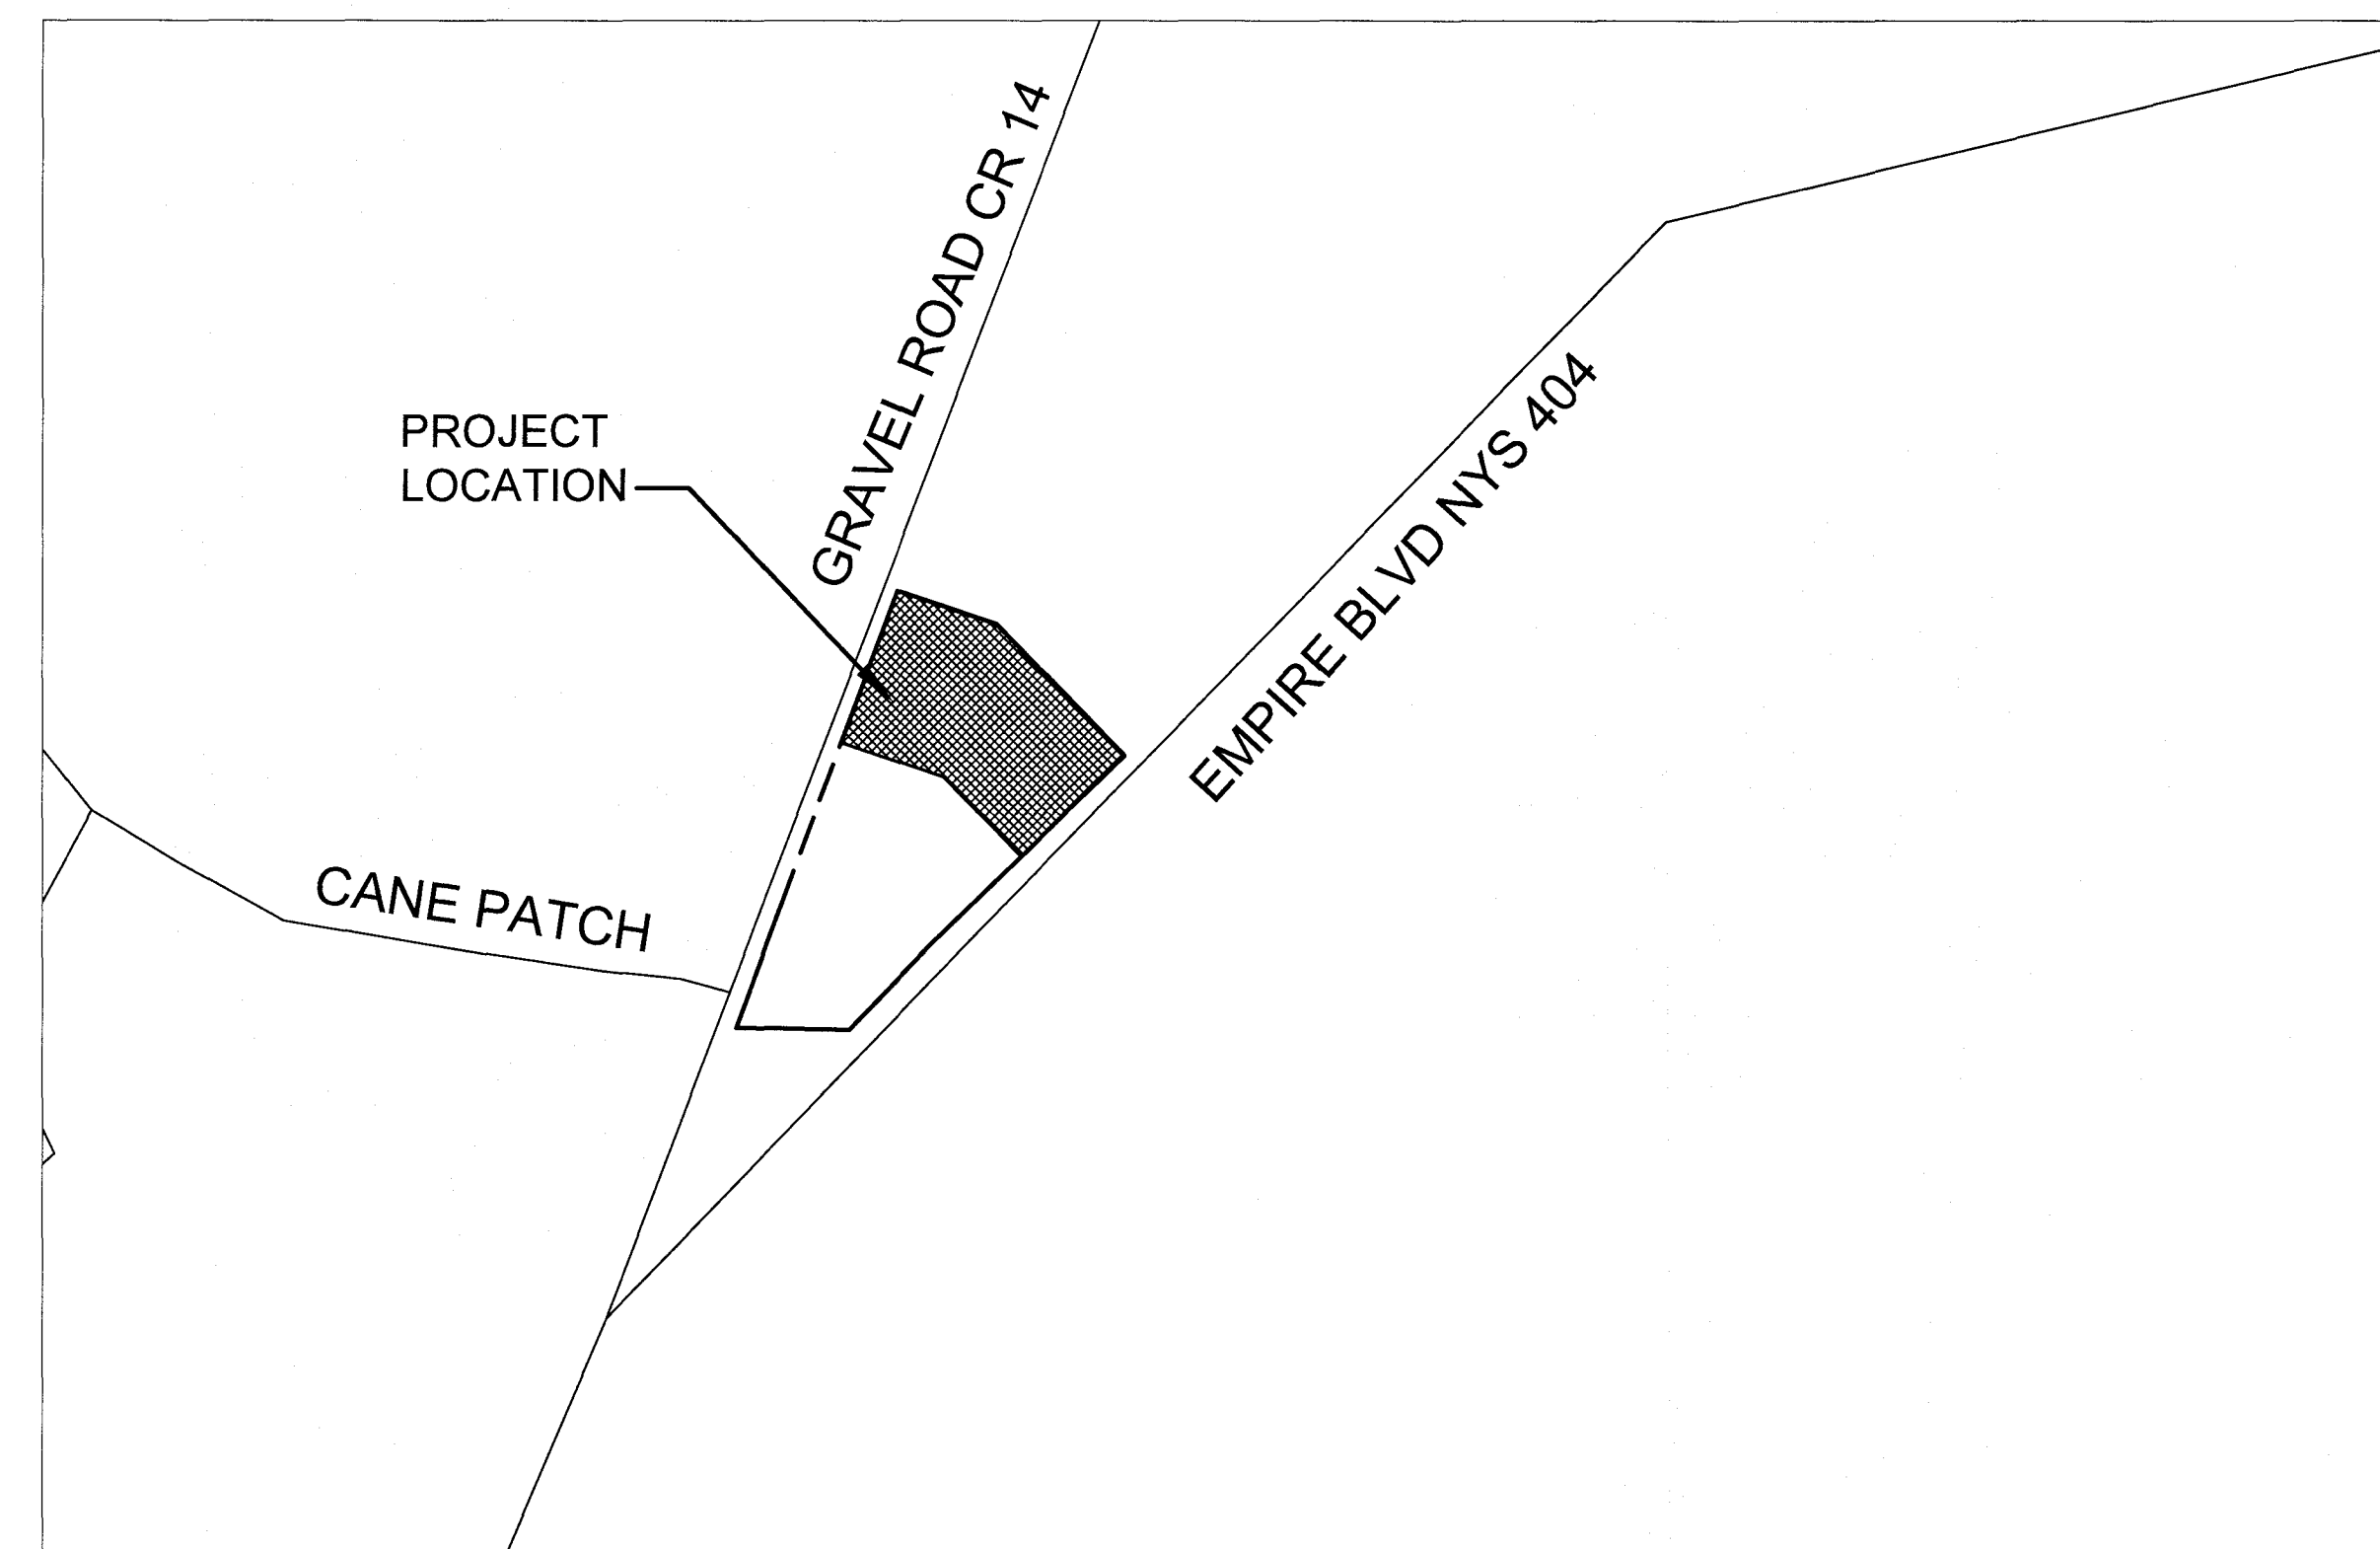 GRAVEL ROAD CR 14
PROJECT
LOCATION
EMPIRE BLVD NYS 404
CANE PATCH